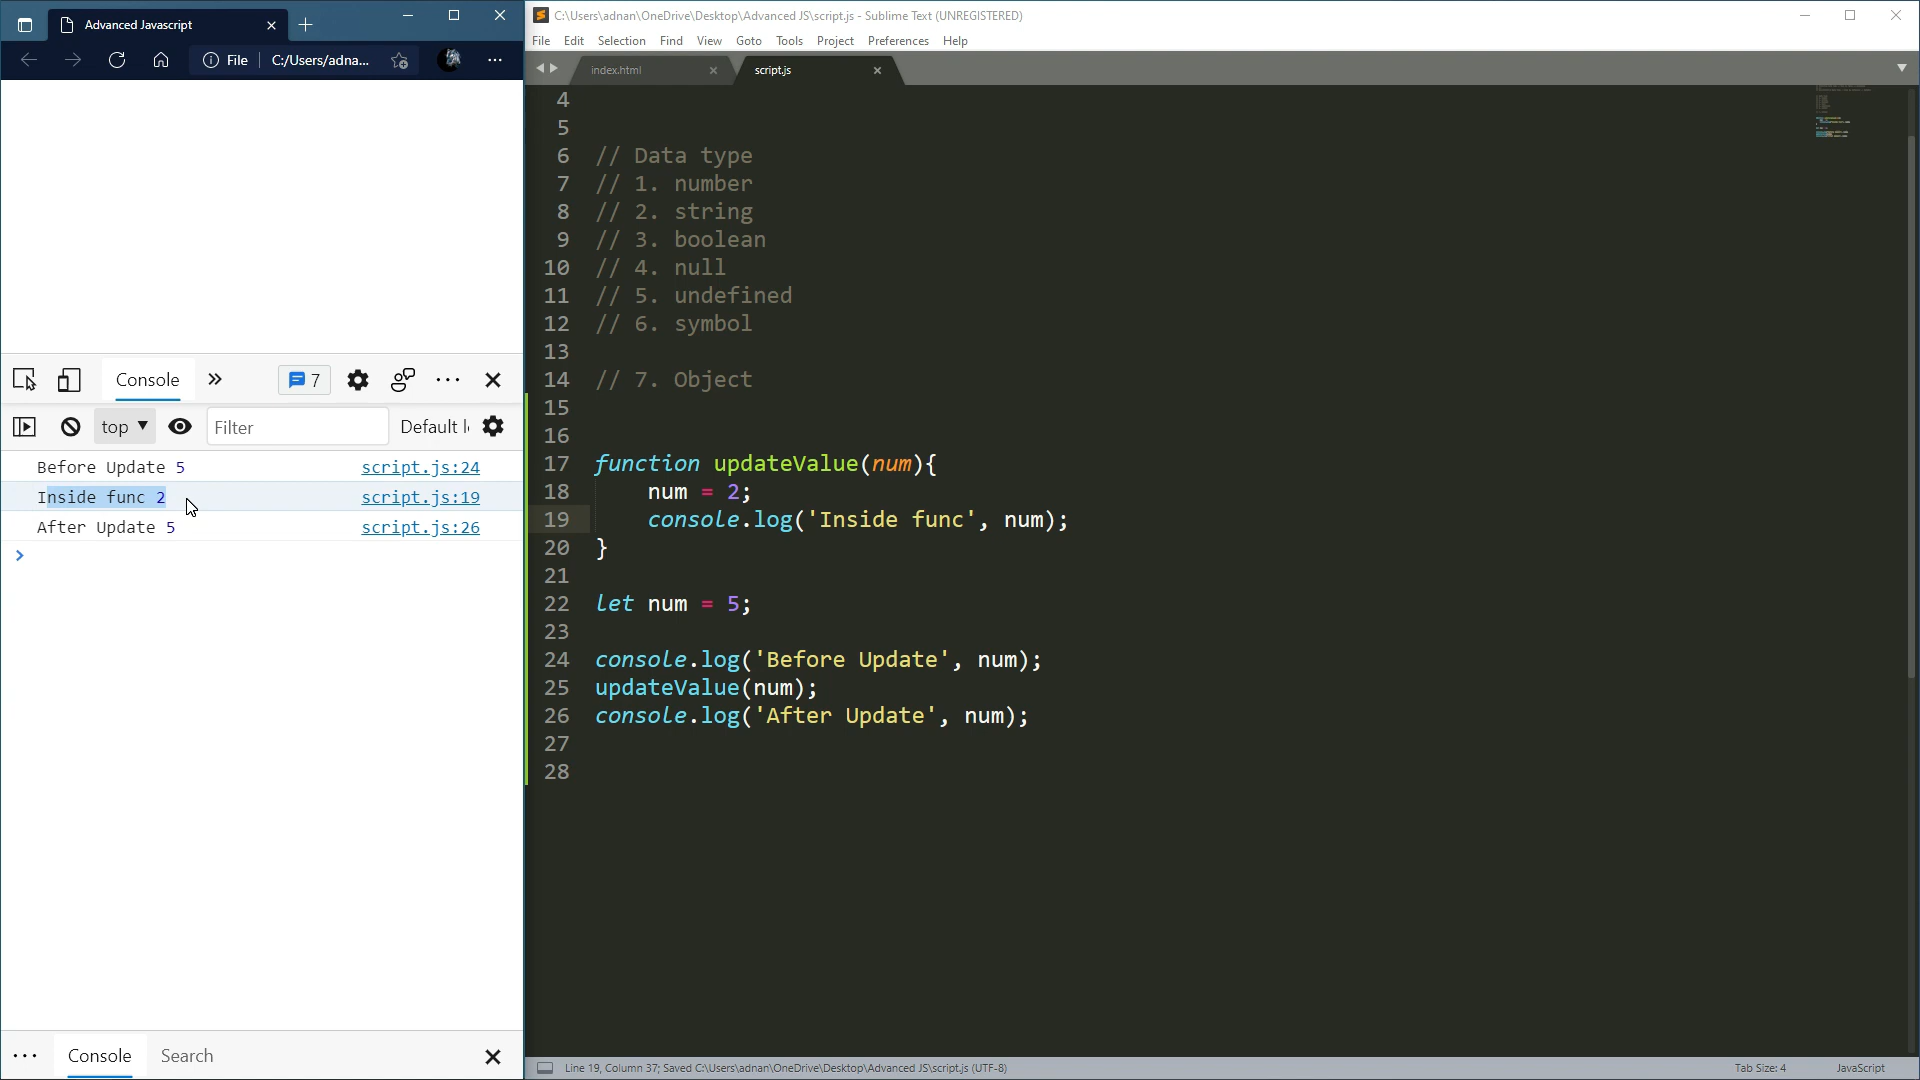 Advanced Javascript
File
C:/Users/adna...
Console
7
top
Filter
Default l
Before Update 5 script.js:24
Inside func 2 script.js:19
After Update 5 script.js:26
Console Search
C:\Users\adnan\OneDrive\Desktop\Advanced JS\script.js - Sublime Text (UNREGISTERED)
File Edit Selection Find View Goto Tools Project Preferences Help
index.html script.js
4
5
6 // Data type
7 // 1. number
8 // 2. string
9 // 3. boolean
10 // 4. null
11 // 5. undefined
12 // 6. symbol
13
14 // 7. Object
15
16
17 function updateValue(num){
18 num = 2;
19 console.log('Inside func', num);
20 }
21
22 let num = 5;
23
24 console.log('Before Update', num);
25 updateValue(num);
26 console.log('After Update', num);
27
28
Line 19, Column 37; Saved C:\Users\adnan\OneDrive\Desktop\Advanced JS\script.js (UTF-8) Tab Size: 4 JavaScript